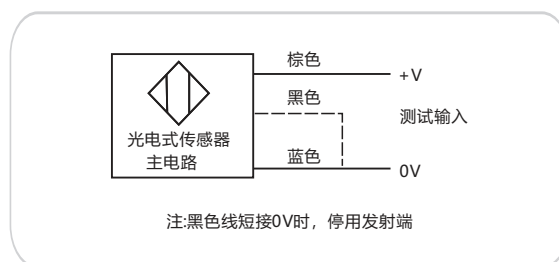 棕色
+V
黑色
测试输入
光电式传感器
主电路
蓝色
0V
注:黑色线短接0V时，停用发射端